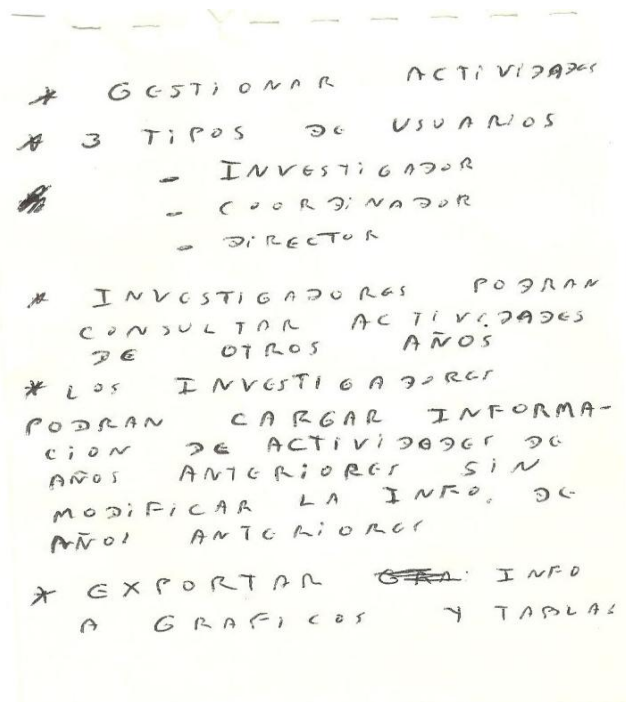 * GESTIONAR ACTIVIDADES
* 3 TIPOS DE USUARIOS
- INVESTIGADOR
- COORDINADOR
- DIRECTOR
* INVESTIGADORES PODRAN
CONSULTAR ACTIVIDADES
DE OTROS AÑOS
* LOS INVESTIGADORES
PODRAN CARGAR INFORMA-
CION DE ACTIVIDADES DE
AÑOS ANTERIORES SIN
MODIFICAR LA INFO. DE
AÑOS ANTERIORES
* EXPORTAR INFO
A GRAFICOS Y TABLAS